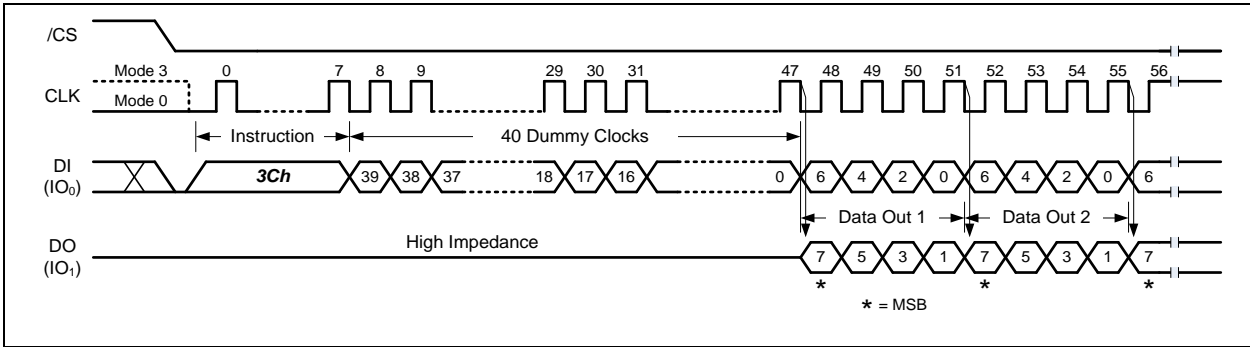 /CS
Mode 3 0 7 8 9 29 30 31 47 48 49 50 51 52 53 54 55 56
CLK
Mode 0
Instruction 40 Dummy Clocks
DI
(IO₀)
3Ch 39 38 37 18 17 16 0 6 4 2 0 6 4 2 0 6
Data Out 1 Data Out 2
DO
(IO₁)
High Impedance 7 5 3 1 7 5 3 1 7
* * *
* = MSB